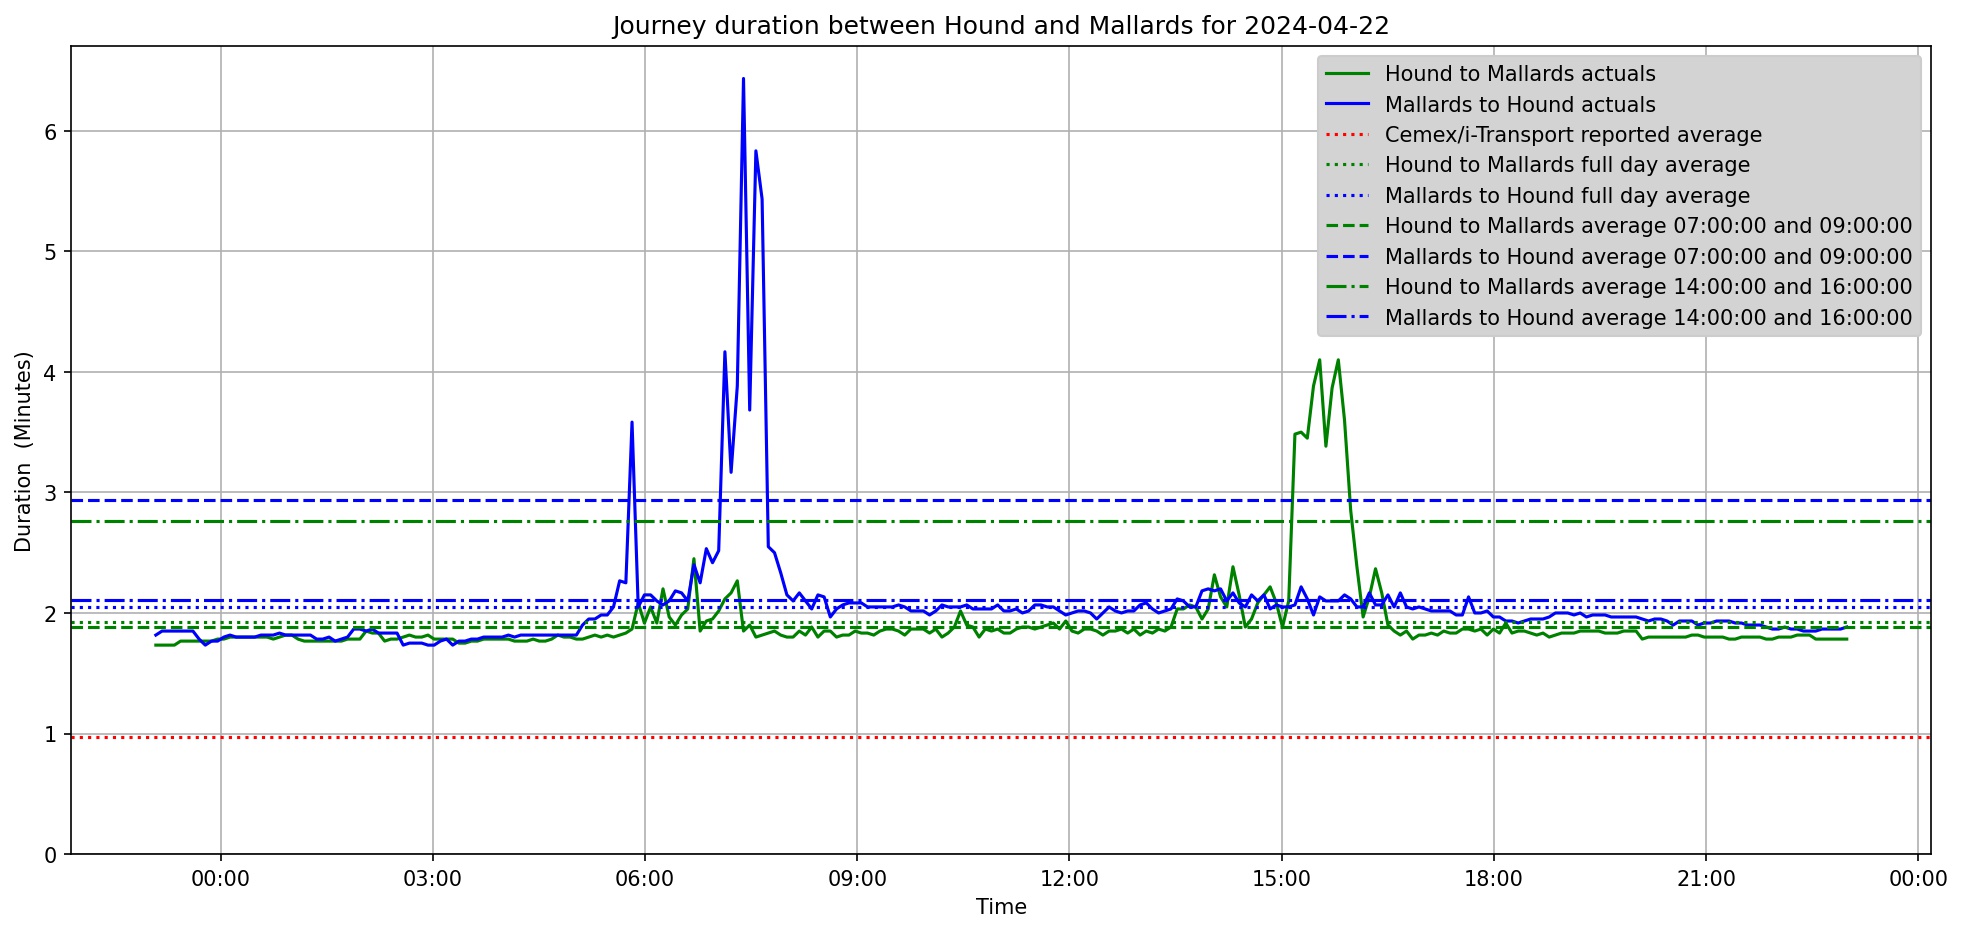 Journey duration between Hound and Mallards for 2024-04-22
Hound to Mallards actuals
Mallards to Hound actuals
Cemex/i-Transport reported average
Hound to Mallards full day average
Mallards to Hound full day average
Hound to Mallards average 07:00:00 and 09:00:00
Mallards to Hound average 07:00:00 and 09:00:00
Hound to Mallards average 14:00:00 and 16:00:00
Mallards to Hound average 14:00:00 and 16:00:00
Duration (Minutes)
6
5
4
3
2
1
0
00:00 03:00 06:00 09:00 12:00 15:00 18:00 21:00 00:00
Time